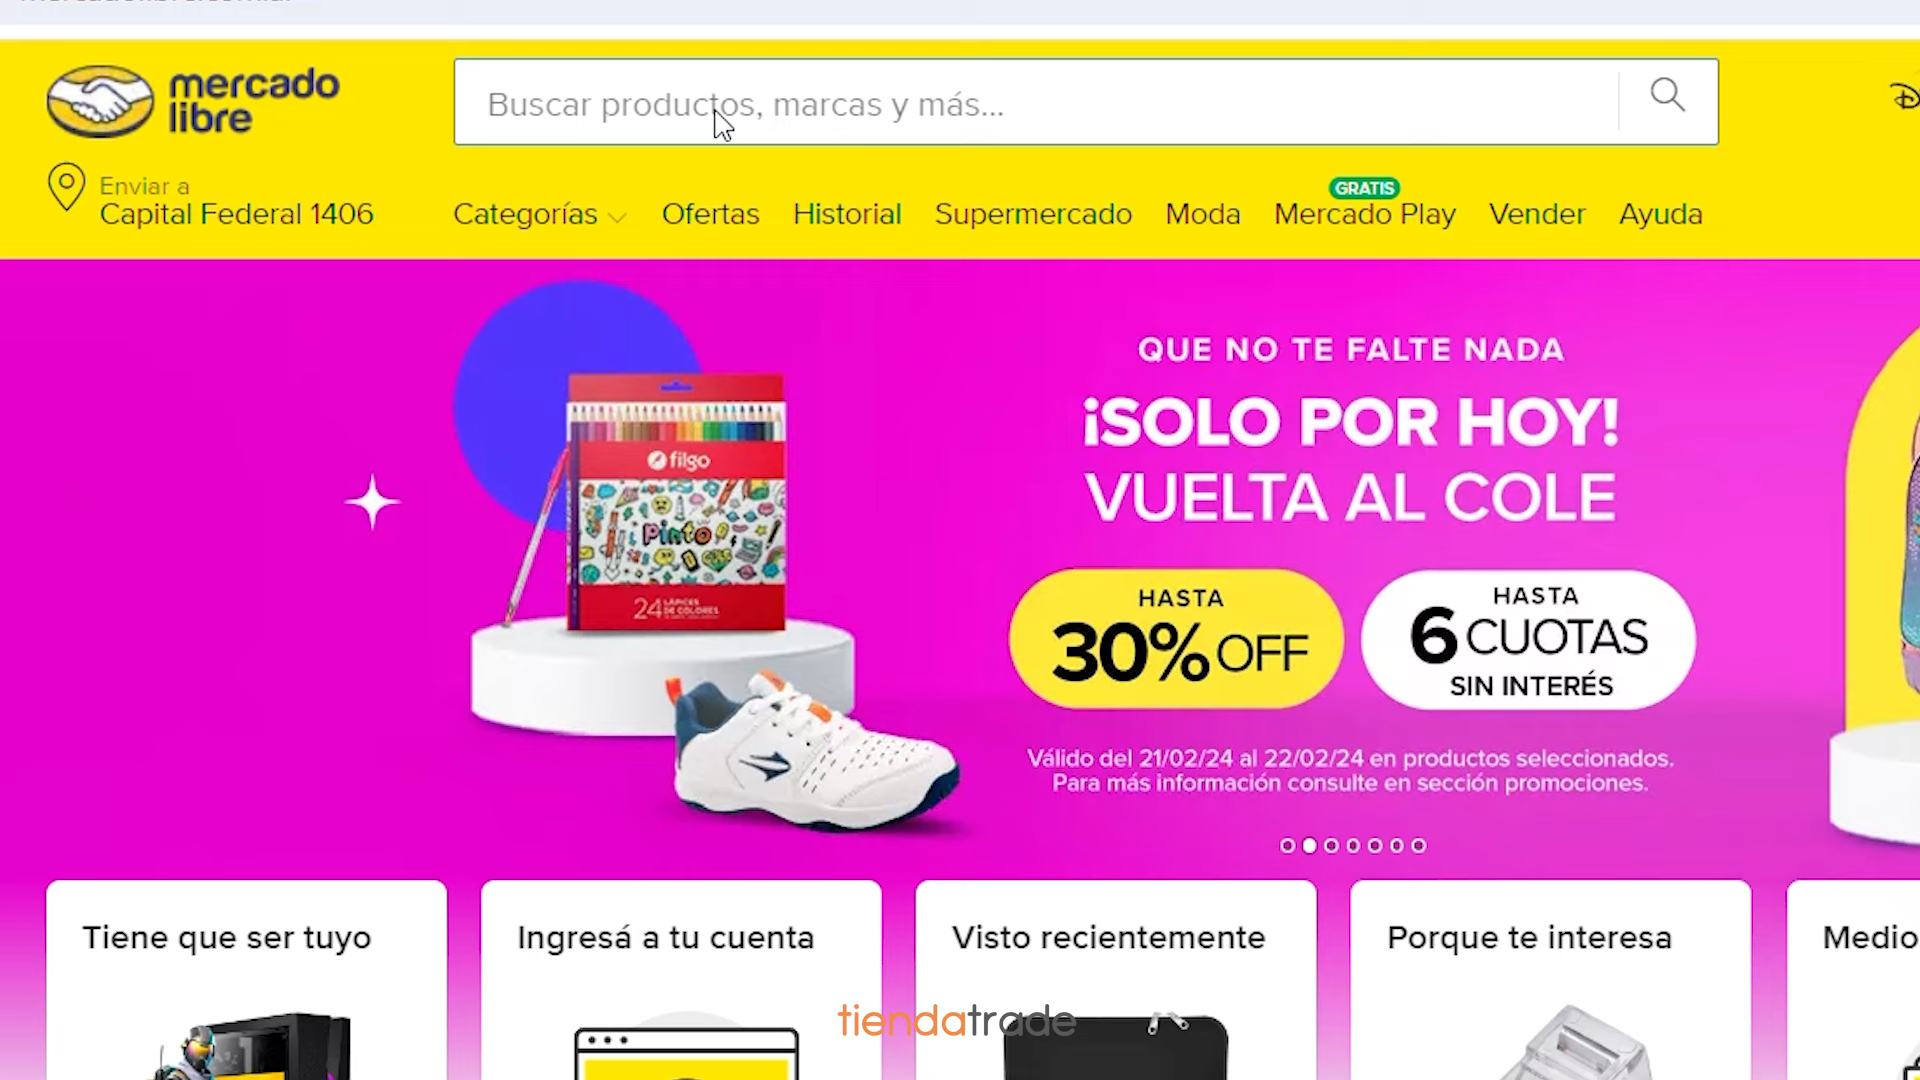 mercado
libre
Buscar productos, marcas y más...
Enviar a
Capital Federal 1406
Categorías
Ofertas
Historial
Supermercado
Moda
GRATIS
Mercado Play
Vender
Ayuda
filgo
Pinto
24 LÁPICES
DE COLORES
QUE NO TE FALTE NADA
¡SOLO POR HOY!
VUELTA AL COLE
HASTA
30% OFF
HASTA
6 CUOTAS
SIN INTERÉS
Válido del 21/02/24 al 22/02/24 en productos seleccionados.
Para más información consulte en sección promociones.
Tiene que ser tuyo
Ingresá a tu cuenta
Visto recientemente
Porque te interesa
Medio
tiendatrade